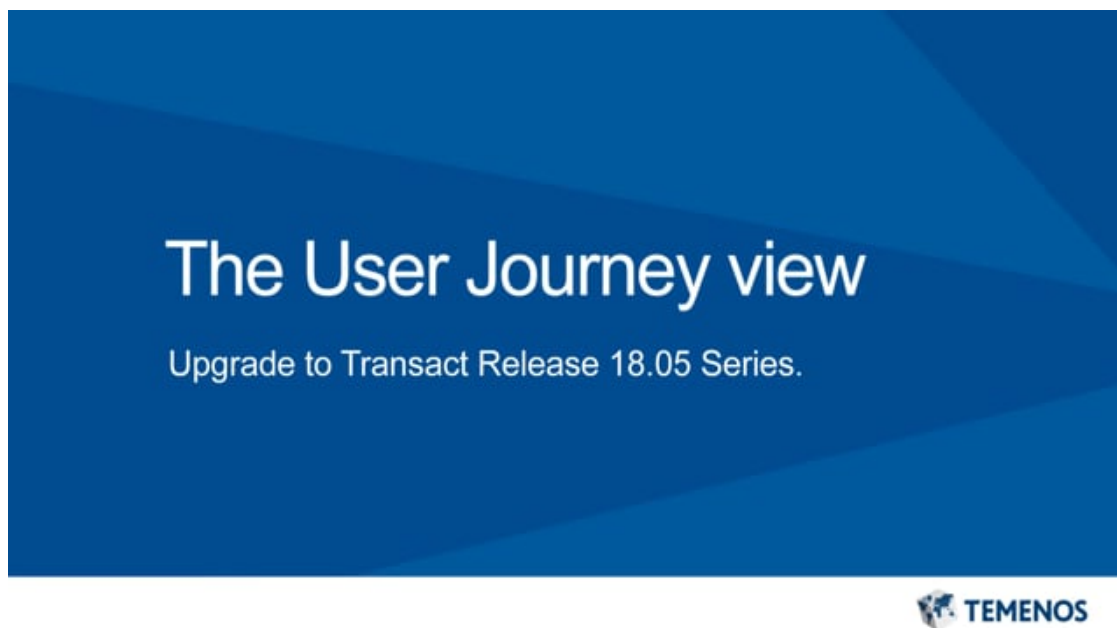 The User Journey view
Upgrade to Transact Release 18.05 Series.
TEMENOS